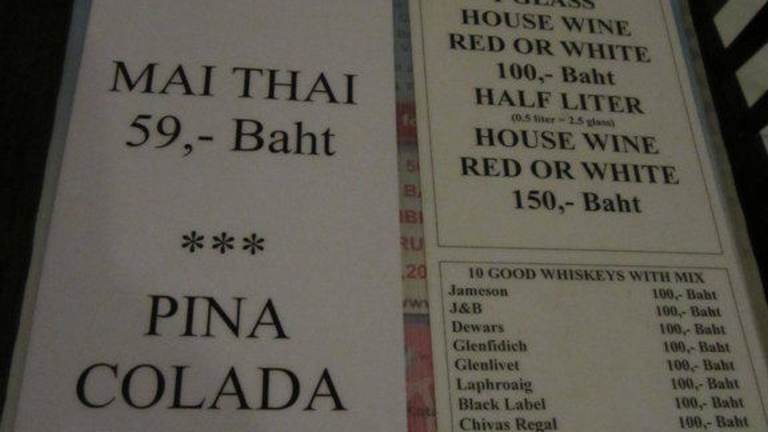 MAI THAI
59,- Baht
***
PINA
COLADA
GLASS
HOUSE WINE
RED OR WHITE
100,- Baht
HALF LITER
(0.5 liter = 2.5 glass)
HOUSE WINE
RED OR WHITE
150,- Baht
10 GOOD WHISKEYS WITH MIX
Jameson 100,- Baht
J&B 100,- Baht
Dewars 100,- Baht
Glenfidich 100,- Baht
Glenlivet 100,- Baht
Laphroaig 100,- Baht
Black Label 100,- Baht
Chivas Regal 100,- Baht